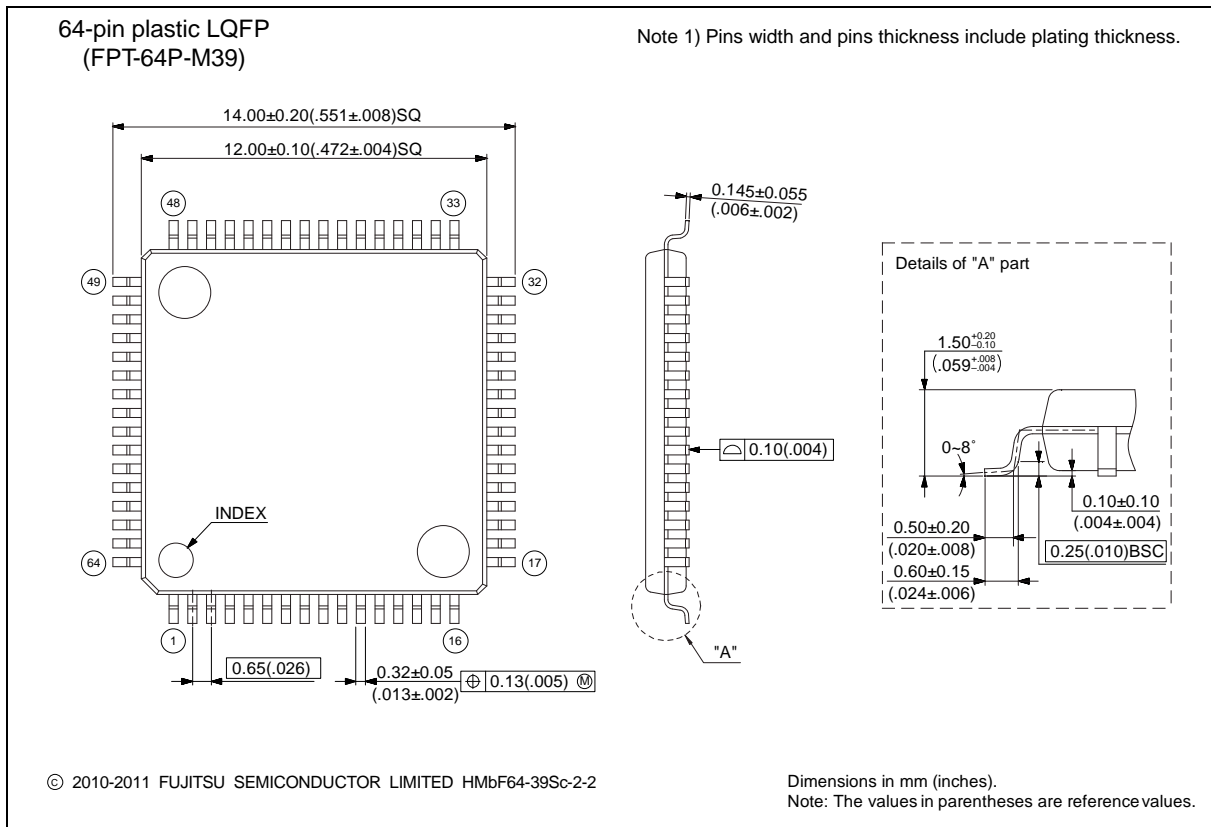 64-pin plastic LQFP
(FPT-64P-M39)
Note 1) Pins width and pins thickness include plating thickness.
14.00±0.20(.551±.008)SQ
12.00±0.10(.472±.004)SQ
48
33
49
32
INDEX
64
17
1
16
0.65(.026)
0.32±0.05
(.013±.002)
⌖ 0.13(.005) Ⓜ
0.145±0.055
(.006±.002)
⌓ 0.10(.004)
"A"
Details of "A" part
1.50+0.20 –0.10
(.059+.008 –.004)
0~8°
0.50±0.20
(.020±.008)
0.60±0.15
(.024±.006)
0.10±0.10
(.004±.004)
0.25(.010)BSC
© 2010-2011 FUJITSU SEMICONDUCTOR LIMITED HMbF64-39Sc-2-2
Dimensions in mm (inches).
Note: The values in parentheses are reference values.